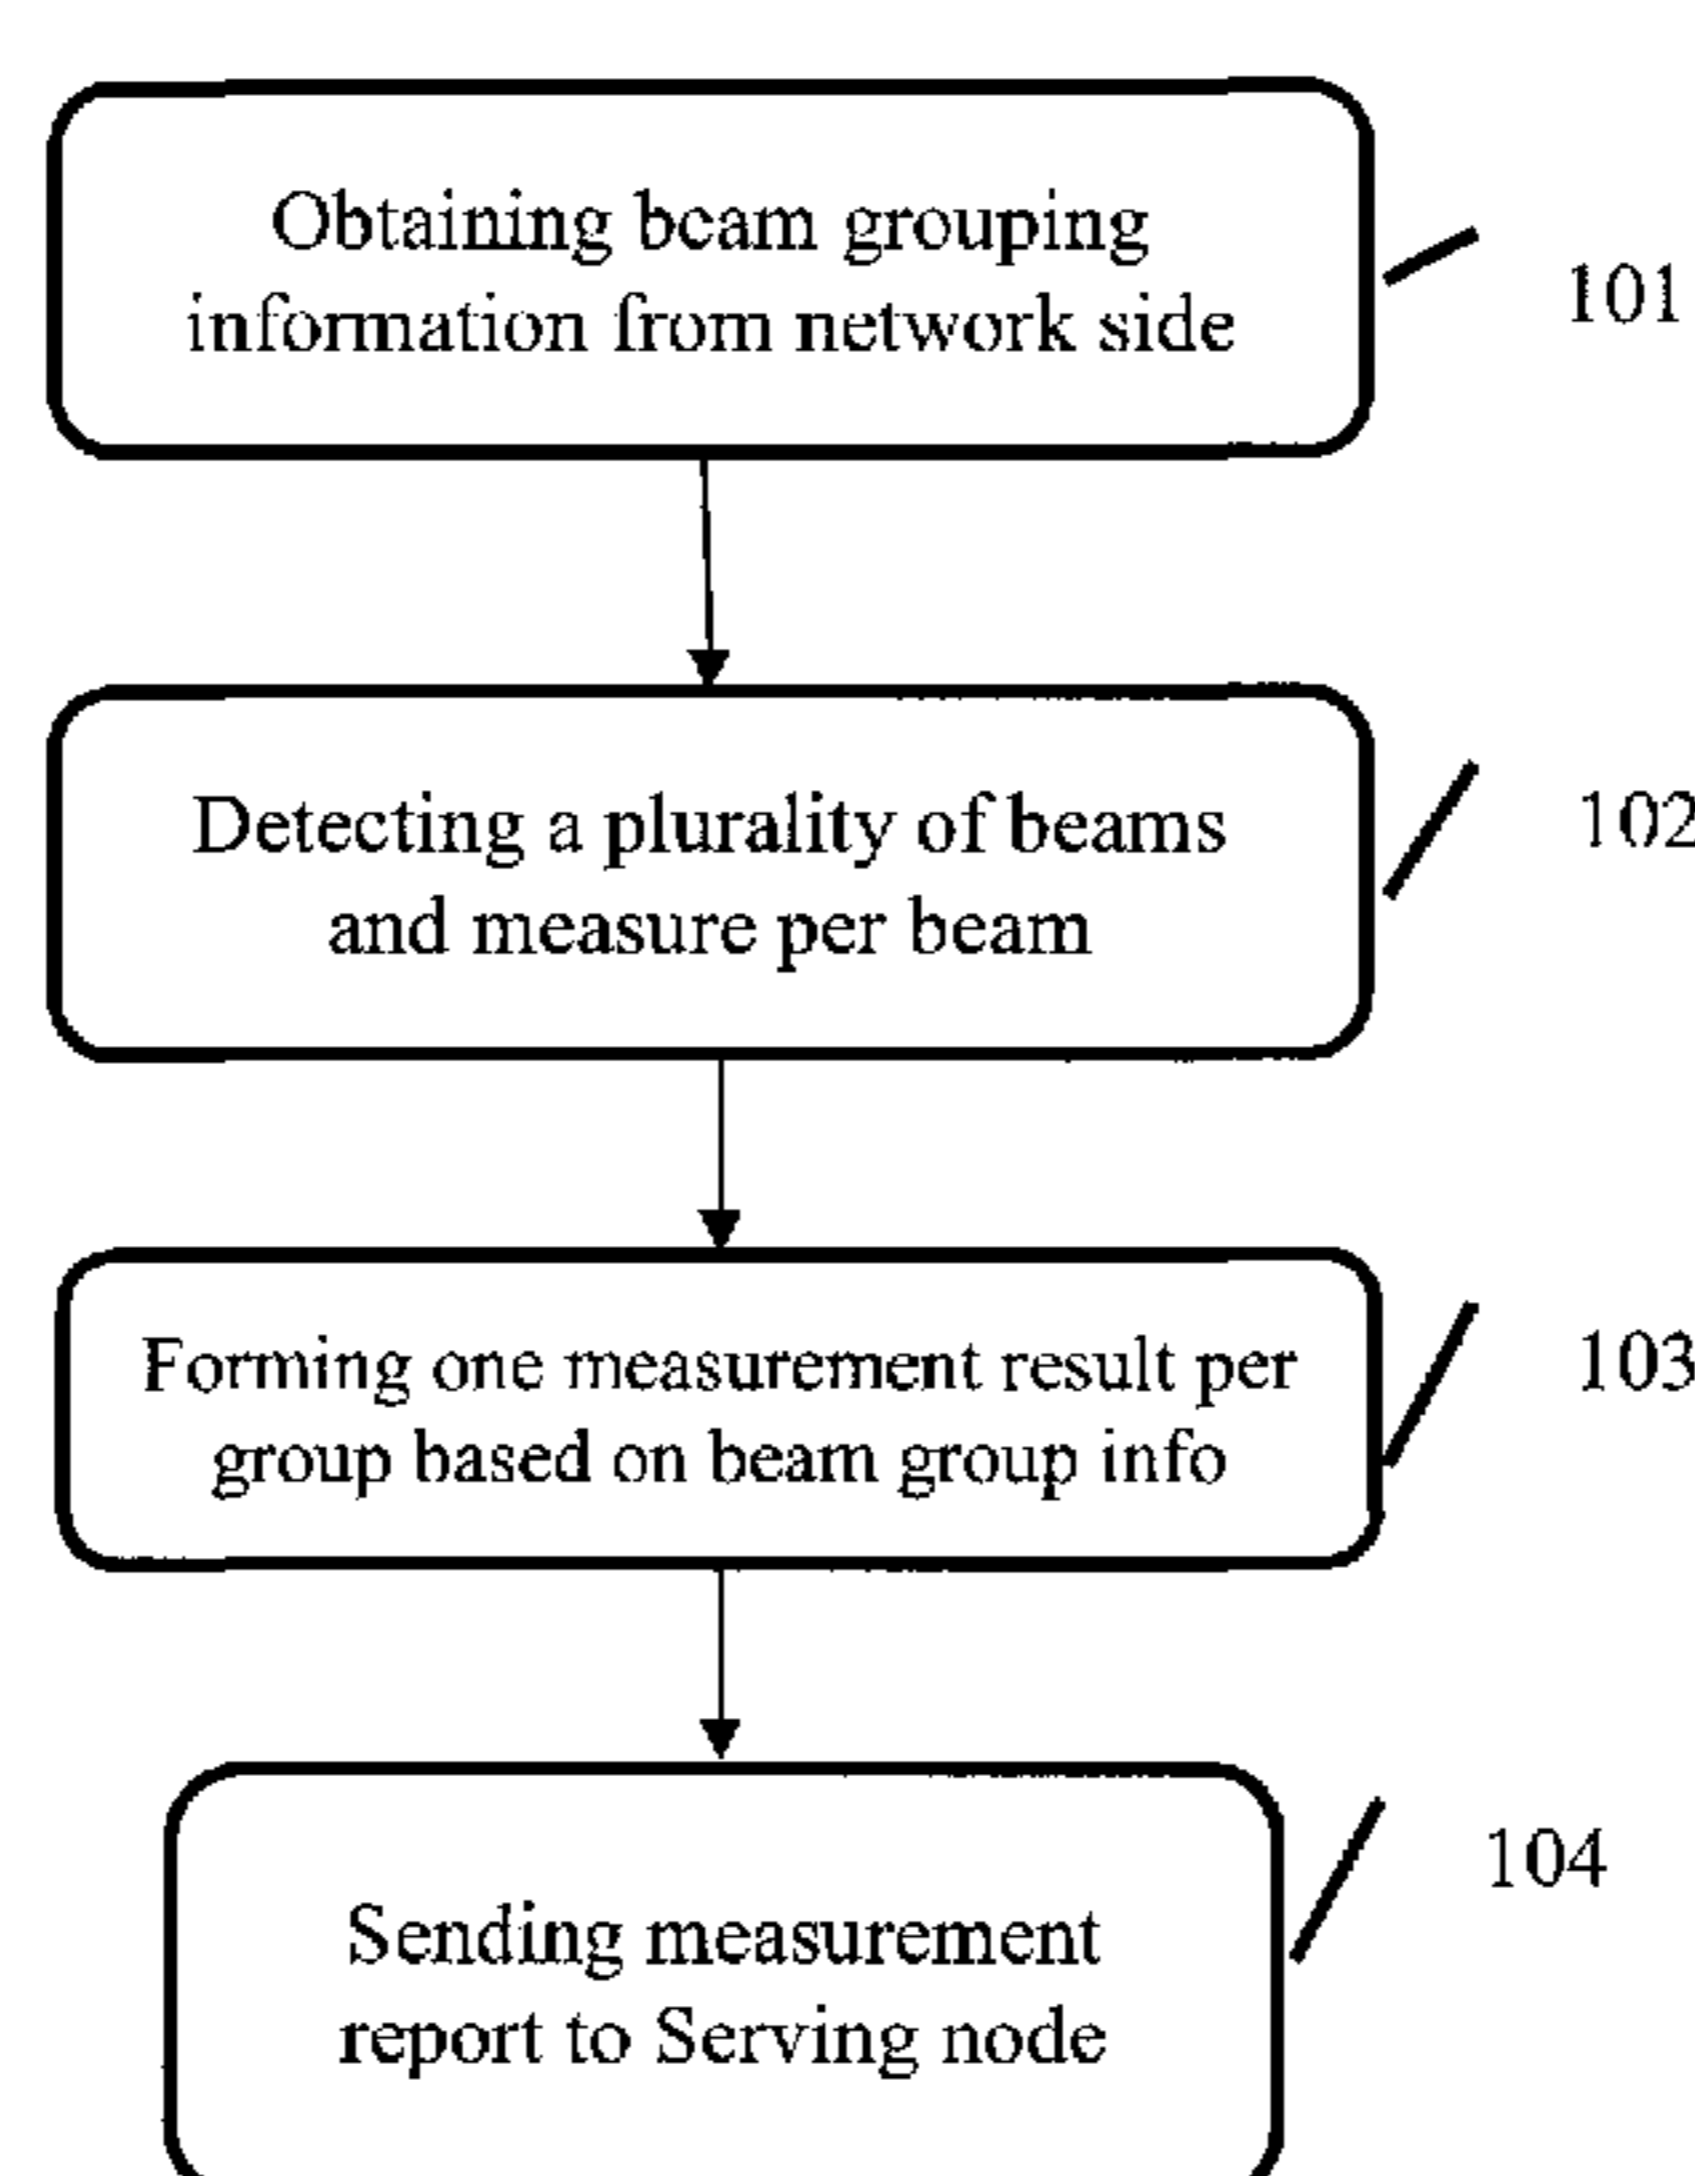 Obtaining beam grouping
information from network side
101
Detecting a plurality of beams
and measure per beam
102
Forming one measurement result per
group based on beam group info
103
Sending measurement
report to Serving node
104